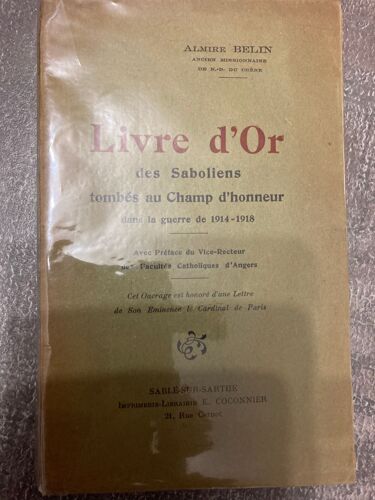 Almire BELIN
ANCIEN MISSIONNAIRE
DE N.-D. DU CHÊNE
Livre d'Or
des Saboliens
tombés au Champ d'honneur
dans la guerre de 1914-1918
Avec Préface du Vice-Recteur
des Facultés Catholiques d'Angers
Cet Ouvrage est honoré d'une Lettre
de Son Eminence le Cardinal de Paris
SABLÉ-SUR-SARTHE
Imprimerie-Librairie E. COCONNIER
21, Rue Carnot